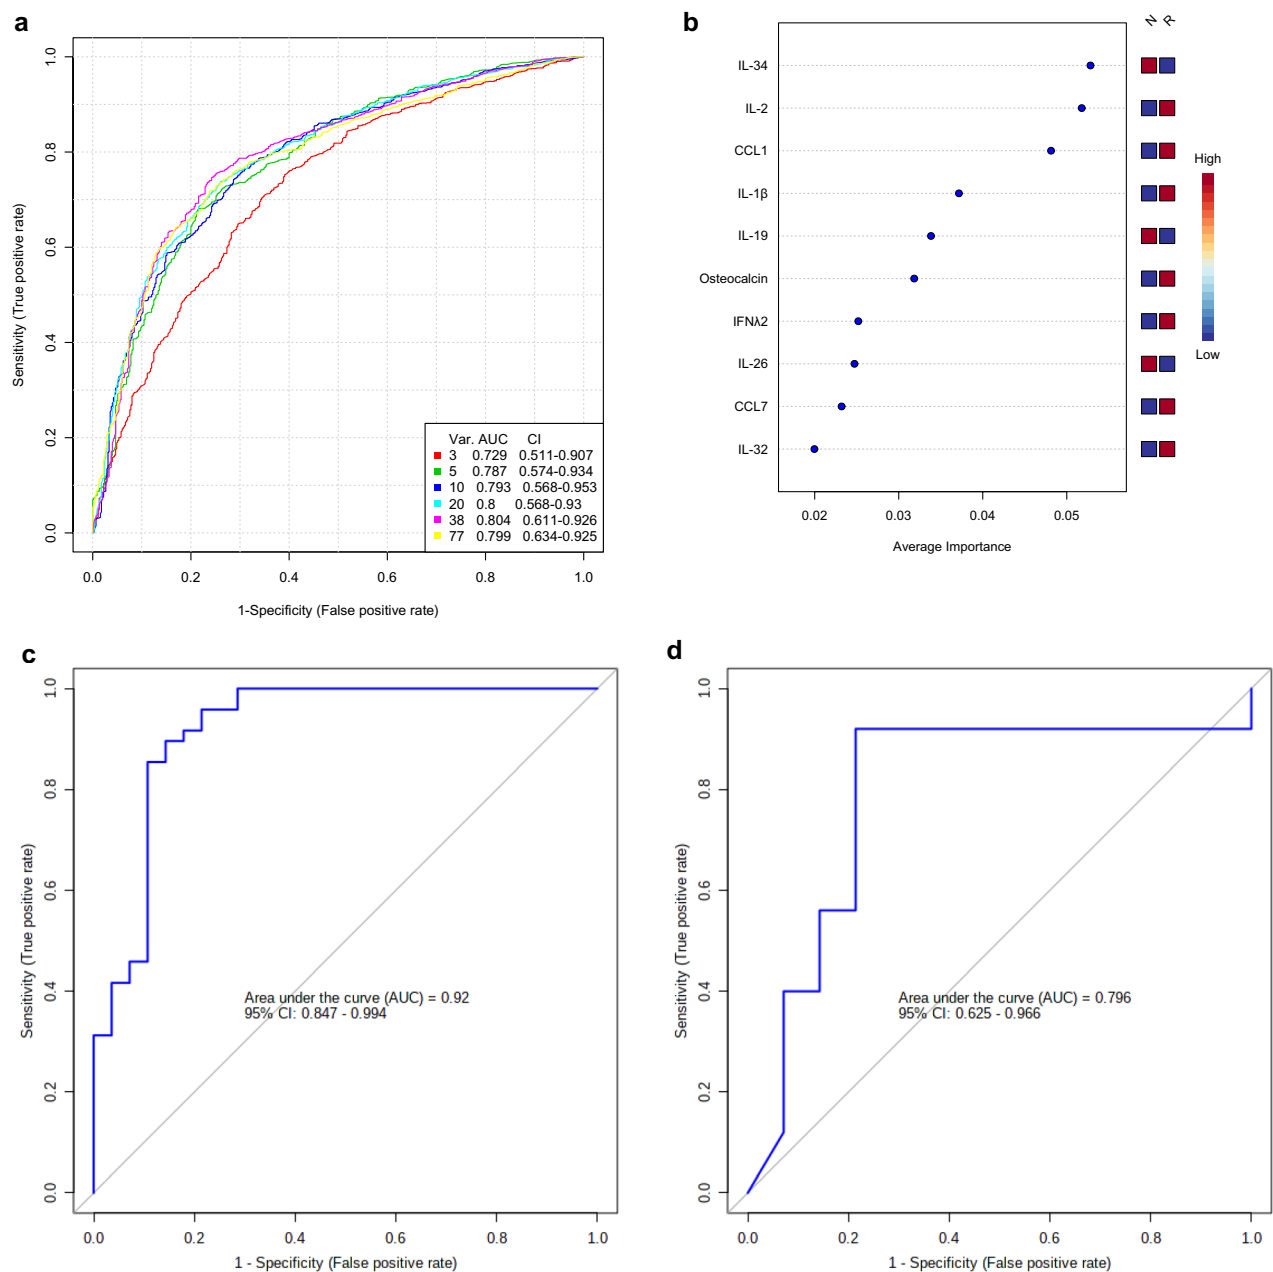 a
1.0
0.8
0.6
0.4
0.2
0.0
Sensitivity (True positive rate)
Var. AUC CI
3 0.729 0.511-0.907
5 0.787 0.574-0.934
10 0.793 0.568-0.953
20 0.8 0.568-0.93
38 0.804 0.611-0.926
77 0.799 0.634-0.925
0.0 0.2 0.4 0.6 0.8 1.0
1-Specificity (False positive rate)
b
N R
IL-34
IL-2
CCL1
IL-1β
IL-19
Osteocalcin
IFNλ2
IL-26
CCL7
IL-32
High
Low
0.02 0.03 0.04 0.05
Average Importance
c
1.0
0.8
0.6
0.4
0.2
0.0
Sensitivity (True positive rate)
Area under the curve (AUC) = 0.92
95% CI: 0.847 - 0.994
0.0 0.2 0.4 0.6 0.8 1.0
1 - Specificity (False positive rate)
d
1.0
0.8
0.6
0.4
0.2
0.0
Sensitivity (True positive rate)
Area under the curve (AUC) = 0.796
95% CI: 0.625 - 0.966
0.0 0.2 0.4 0.6 0.8 1.0
1 - Specificity (False positive rate)